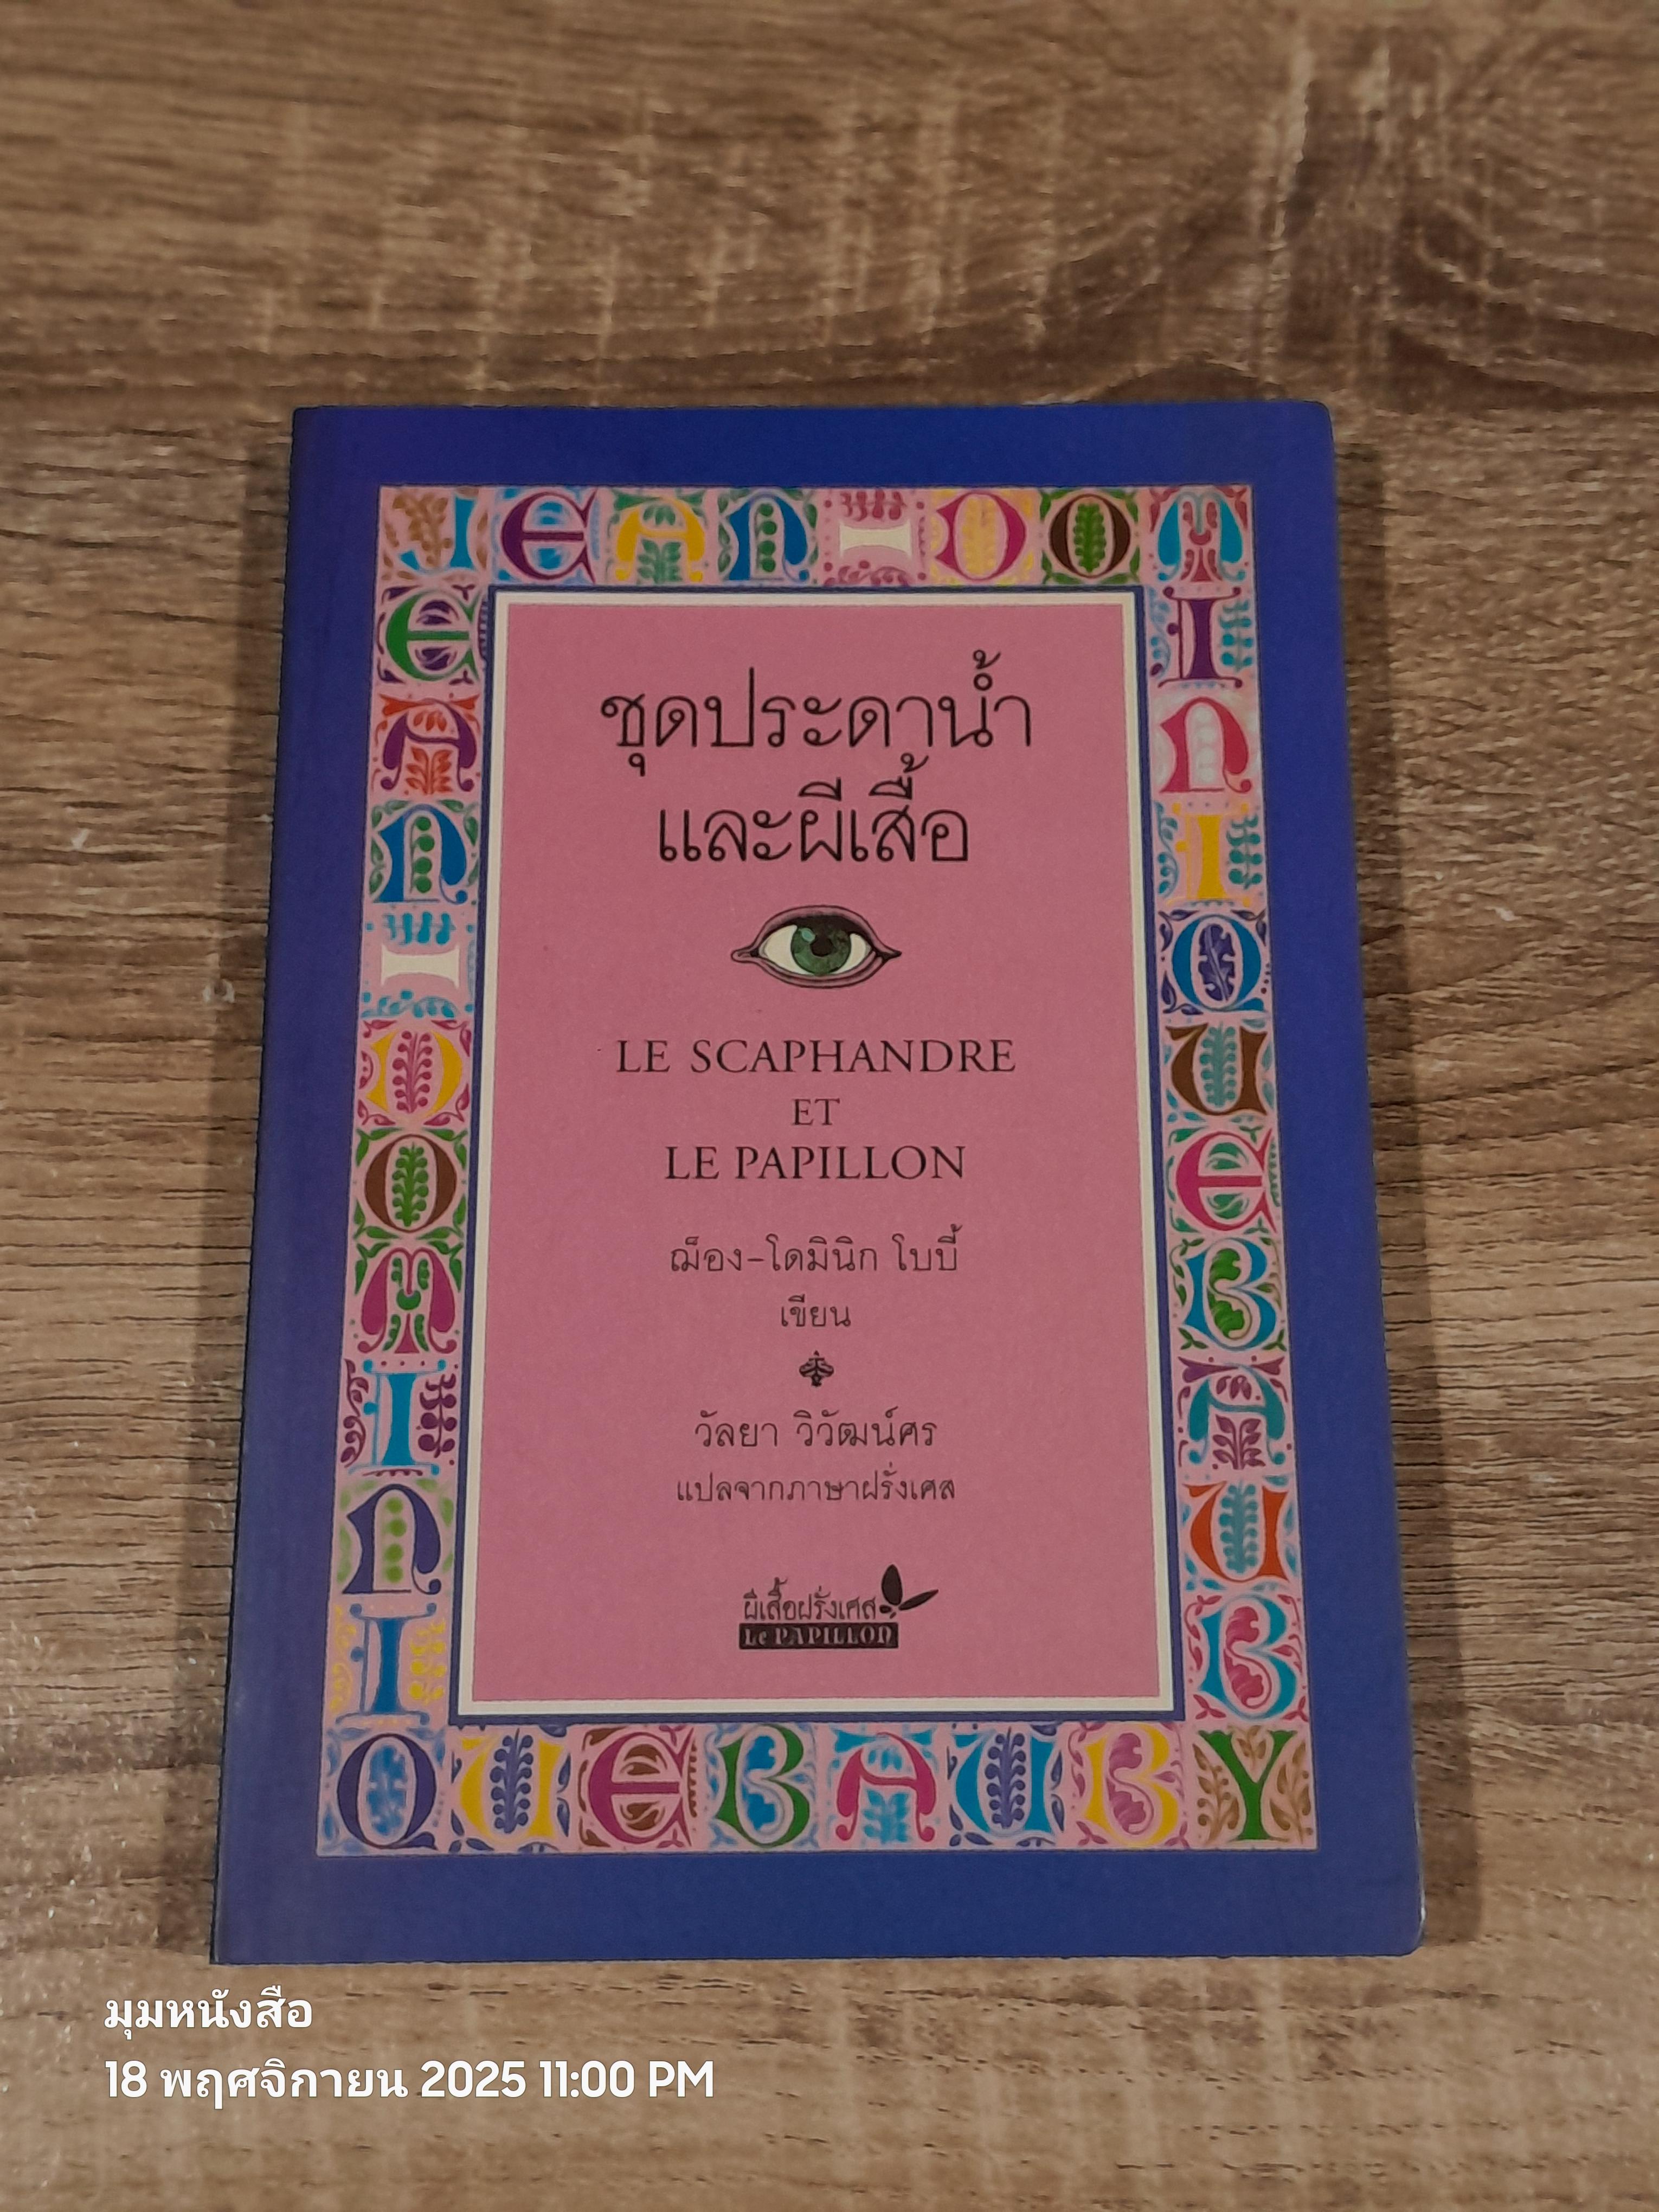 JEAN-DOMINIQUEBAUBY
EAN-DOMINIQUEBAUBY
ชุดประดาน้ำ
และผีเสื้อ
LE SCAPHANDRE
ET
LE PAPILLON
ฌ็อง-โดมินิก โบบี้
เขียน
วัลยา วิวัฒน์ศร
แปลจากภาษาฝรั่งเศส
ผีเสื้อฝรั่งเศส
Le PAPILLON
มุมหนังสือ
18 พฤศจิกายน 2025 11:00 PM